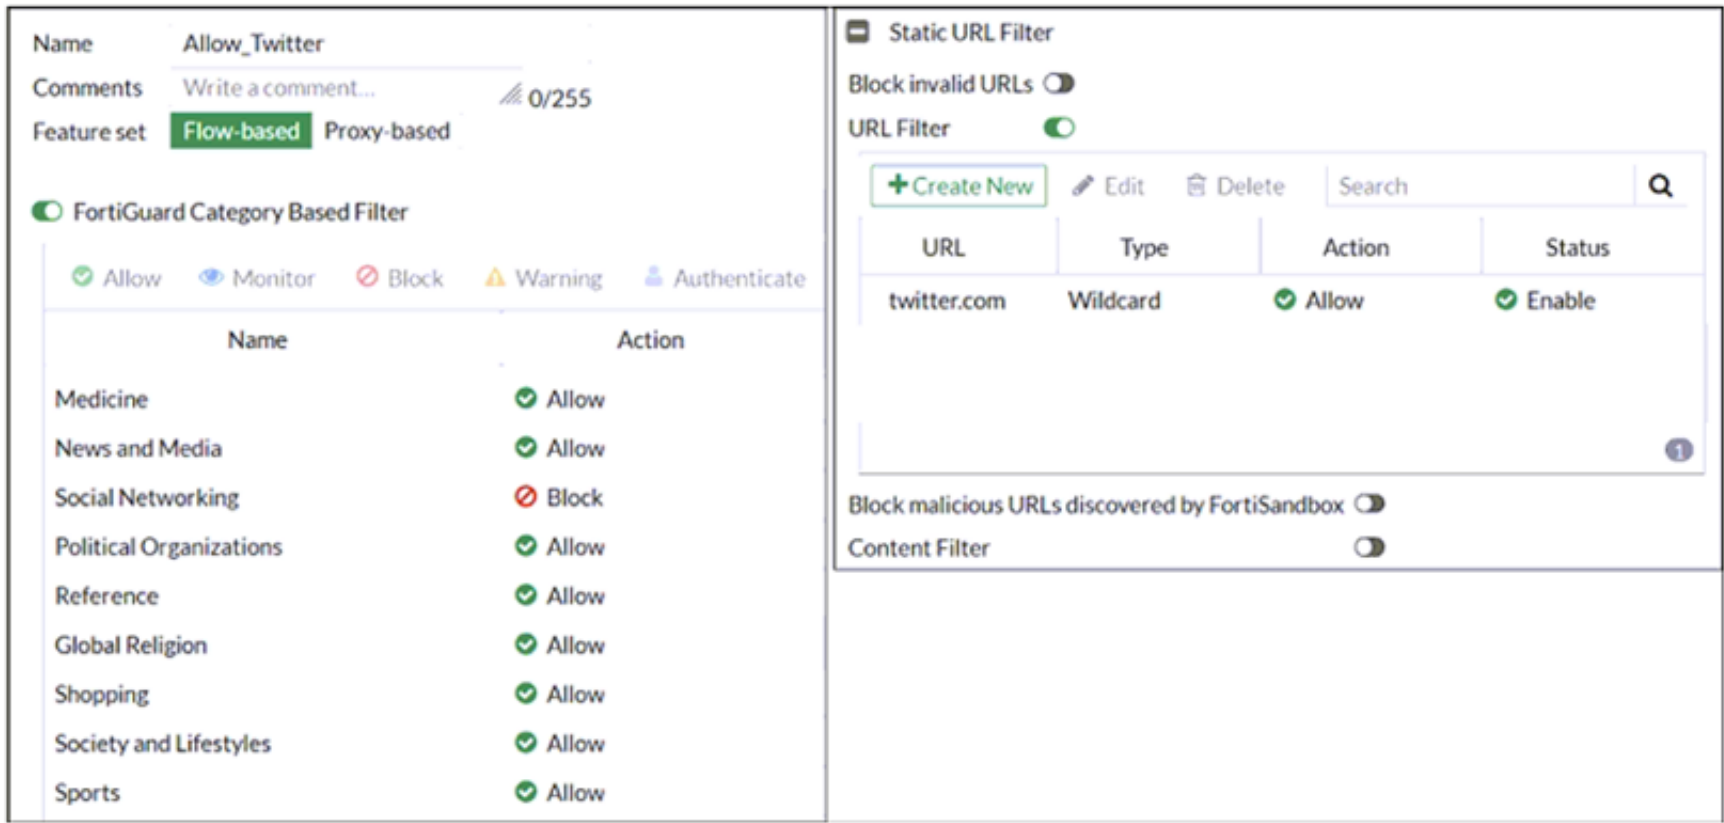 Name Allow_Twitter
Comments Write a comment... 0/255
Feature set Flow-based Proxy-based
FortiGuard Category Based Filter
Allow Monitor Block Warning Authenticate
Name Action
Medicine Allow
News and Media Allow
Social Networking Block
Political Organizations Allow
Reference Allow
Global Religion Allow
Shopping Allow
Society and Lifestyles Allow
Sports Allow
Static URL Filter
Block invalid URLs
URL Filter
+Create New Edit Delete Search
URL Type Action Status
twitter.com Wildcard Allow Enable
1
Block malicious URLs discovered by FortiSandbox
Content Filter